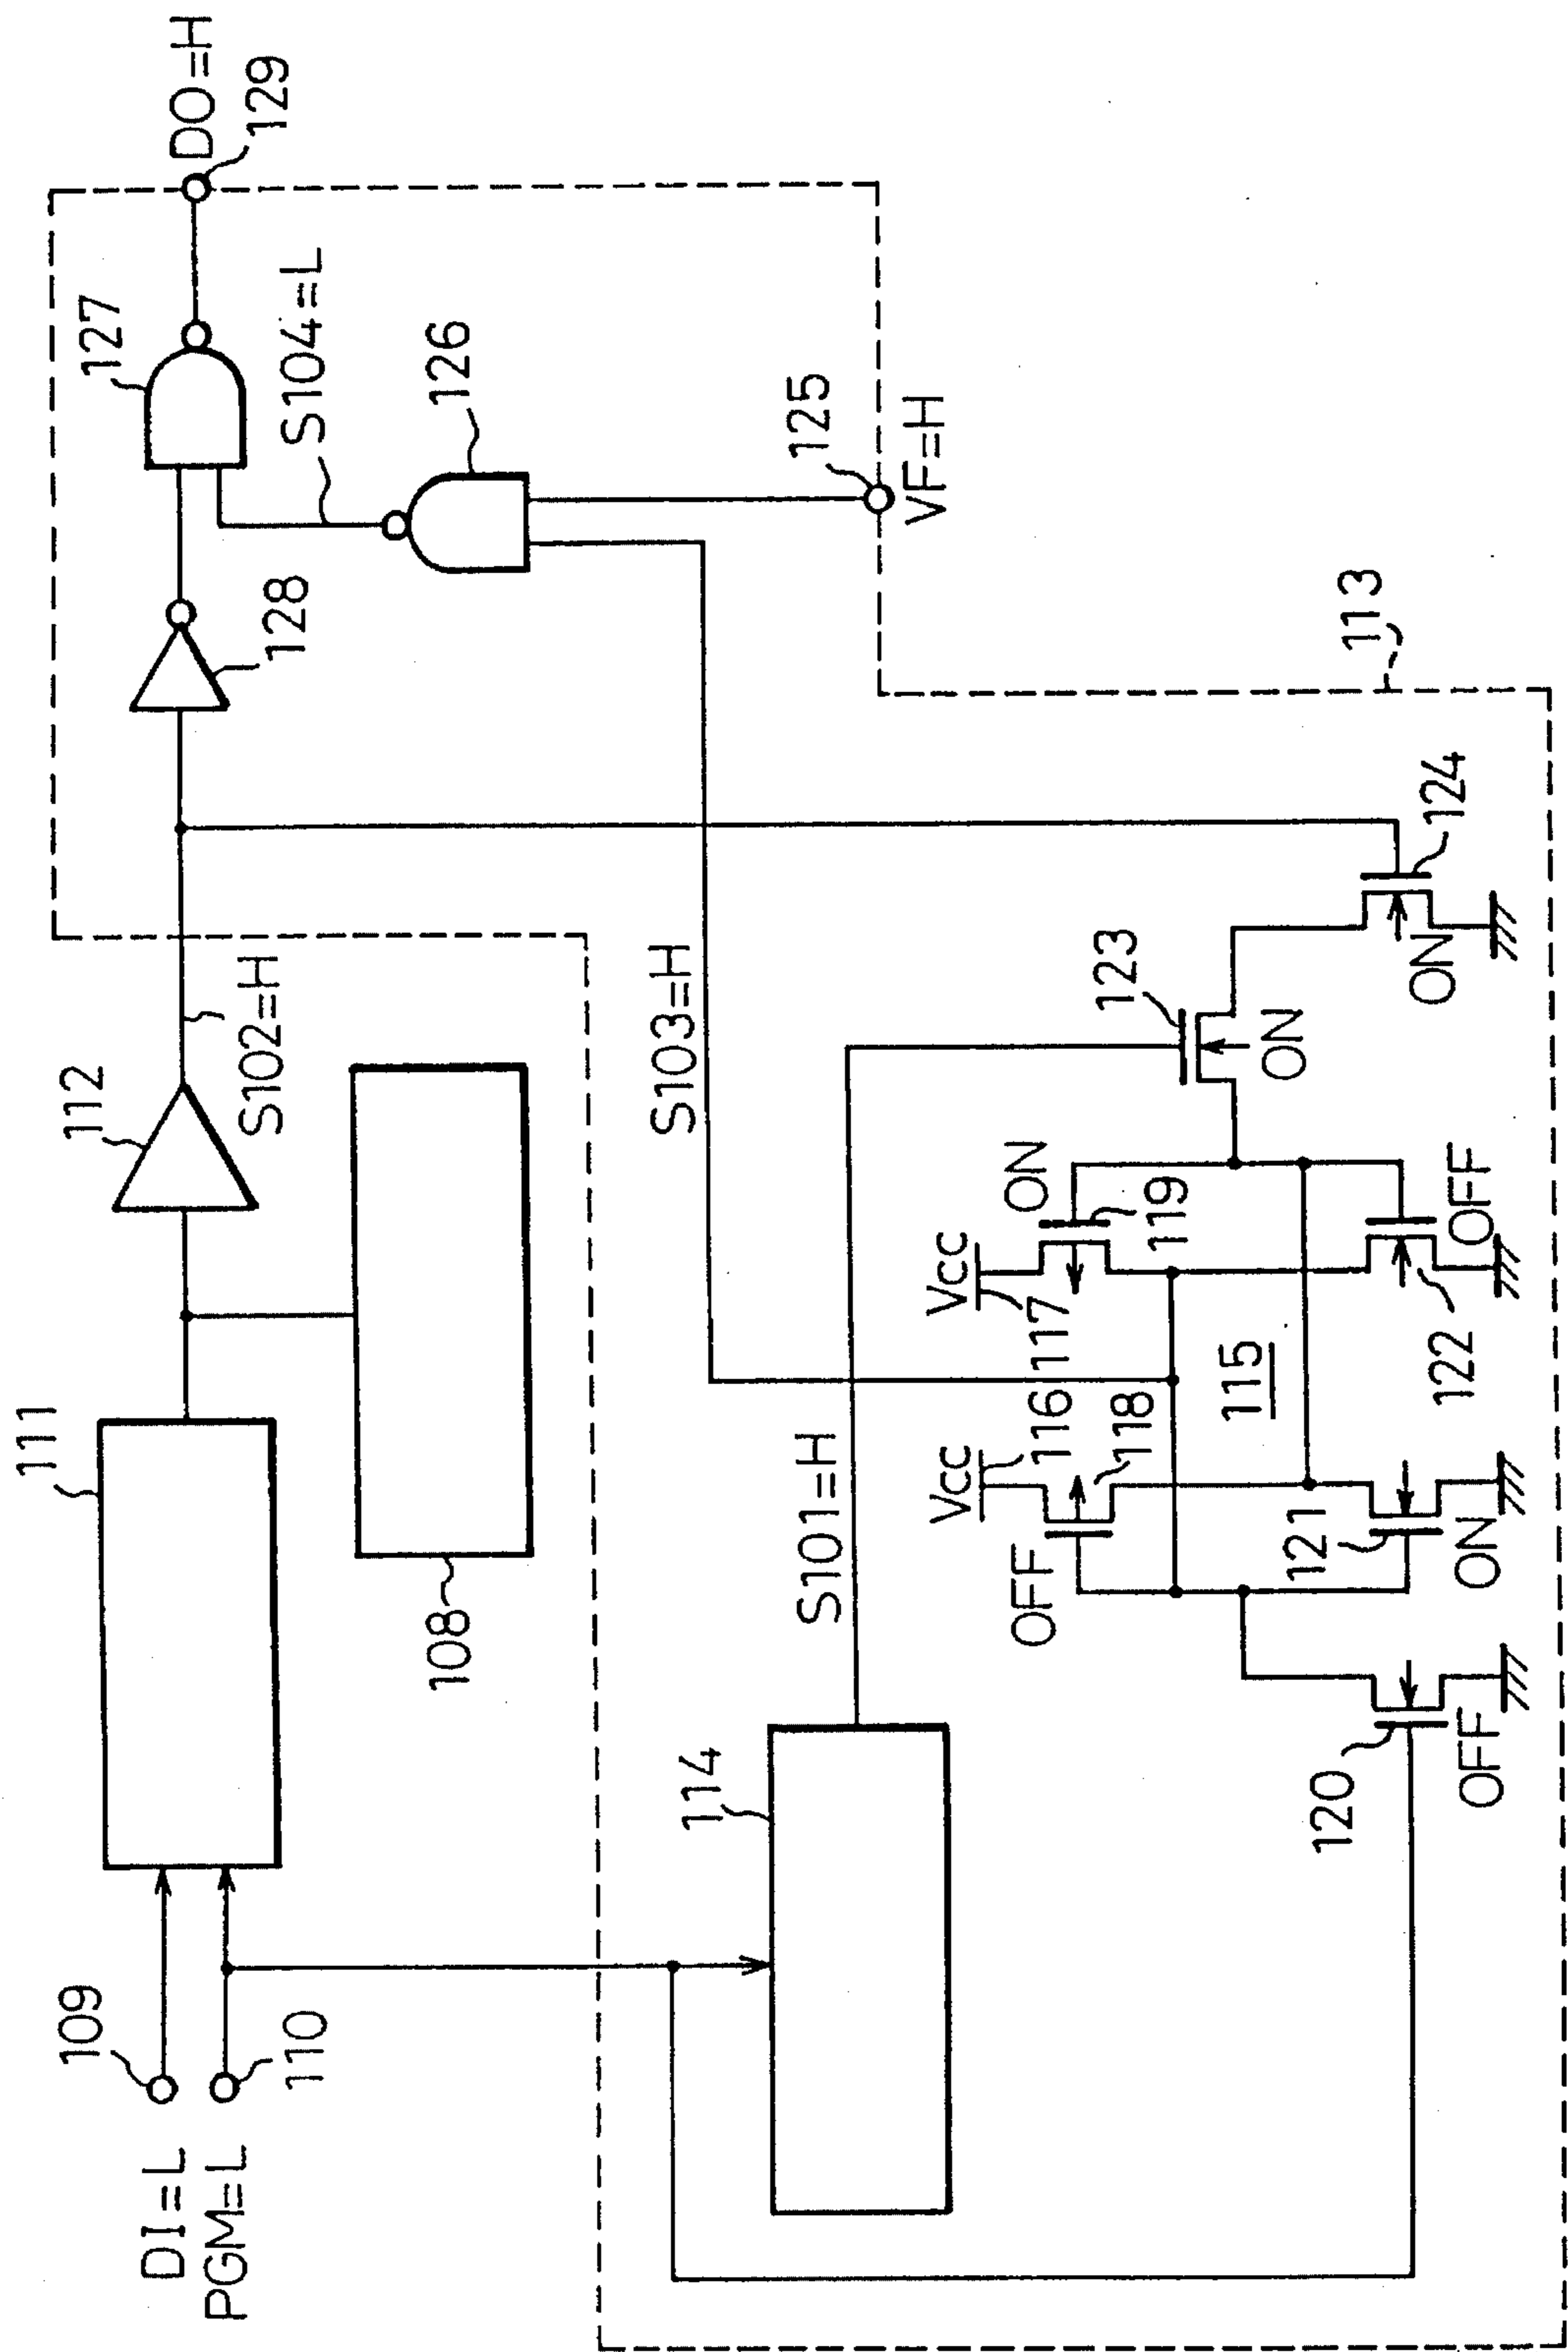 DI=L
109
PGM=L
110
111
108
112
S102=H
128
127
S104=L
126
DO=H
129
125
VF=H
113
114
S101=H
S103=H
120
OFF
OFF
Vcc
116
118
121
ON
115
Vcc
117
ON
119
122
OFF
123
ON
124
ON